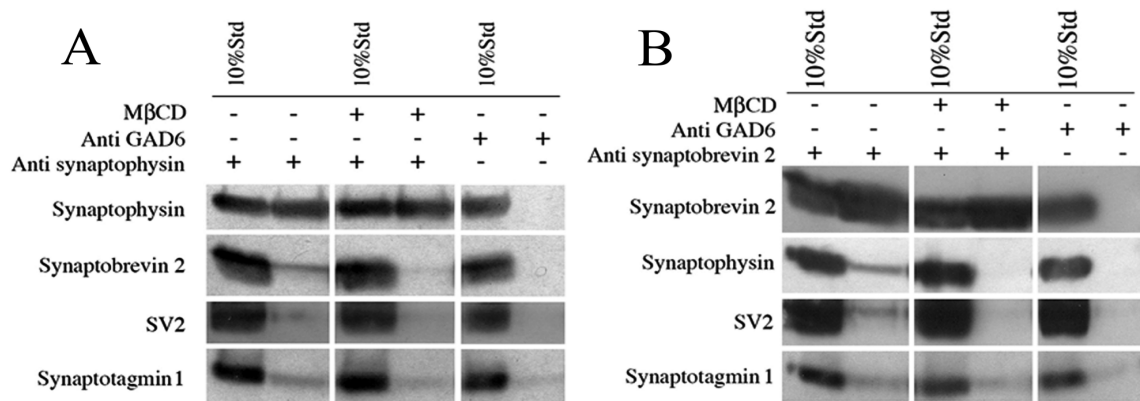 A
10%Std 10%Std 10%Std
MβCD - - + + - -
Anti GAD6 - - - - + +
Anti synaptophysin + + + + - -
Synaptophysin
Synaptobrevin 2
SV2
Synaptotagmin 1
B
10%Std 10%Std 10%Std
MβCD - - + + - -
Anti GAD6 - - - - + +
Anti synaptobrevin 2 + + + + - -
Synaptobrevin 2
Synaptophysin
SV2
Synaptotagmin 1